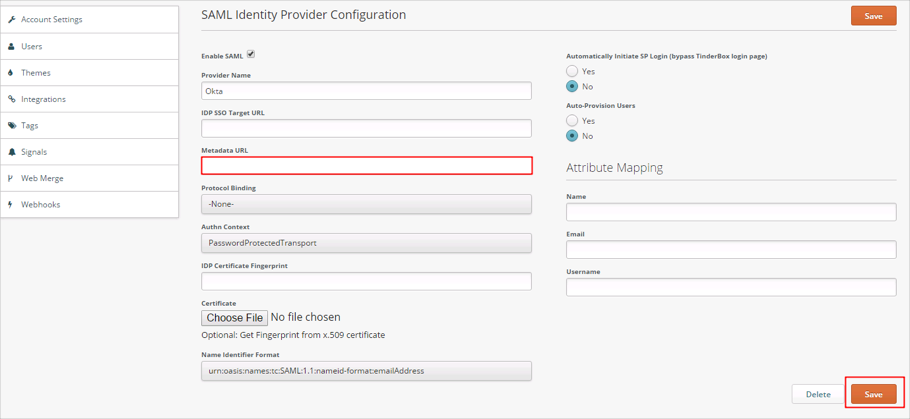 Account Settings
Users
Themes
Integrations
Tags
Signals
Web Merge
Webhooks
SAML Identity Provider Configuration
Save
Enable SAML
Provider Name
Okta
IDP SSO Target URL
Metadata URL
Protocol Binding
-None-
Authn Context
PasswordProtectedTransport
IDP Certificate Fingerprint
Certificate
Choose File No file chosen
Optional: Get Fingerprint from x.509 certificate
Name Identifier Format
urn:oasis:names:tc:SAML:1.1:nameid-format:emailAddress
Automatically Initiate SP Login (bypass TinderBox login page)
Yes
No
Auto-Provision Users
Yes
No
Attribute Mapping
Name
Email
Username
Delete Save